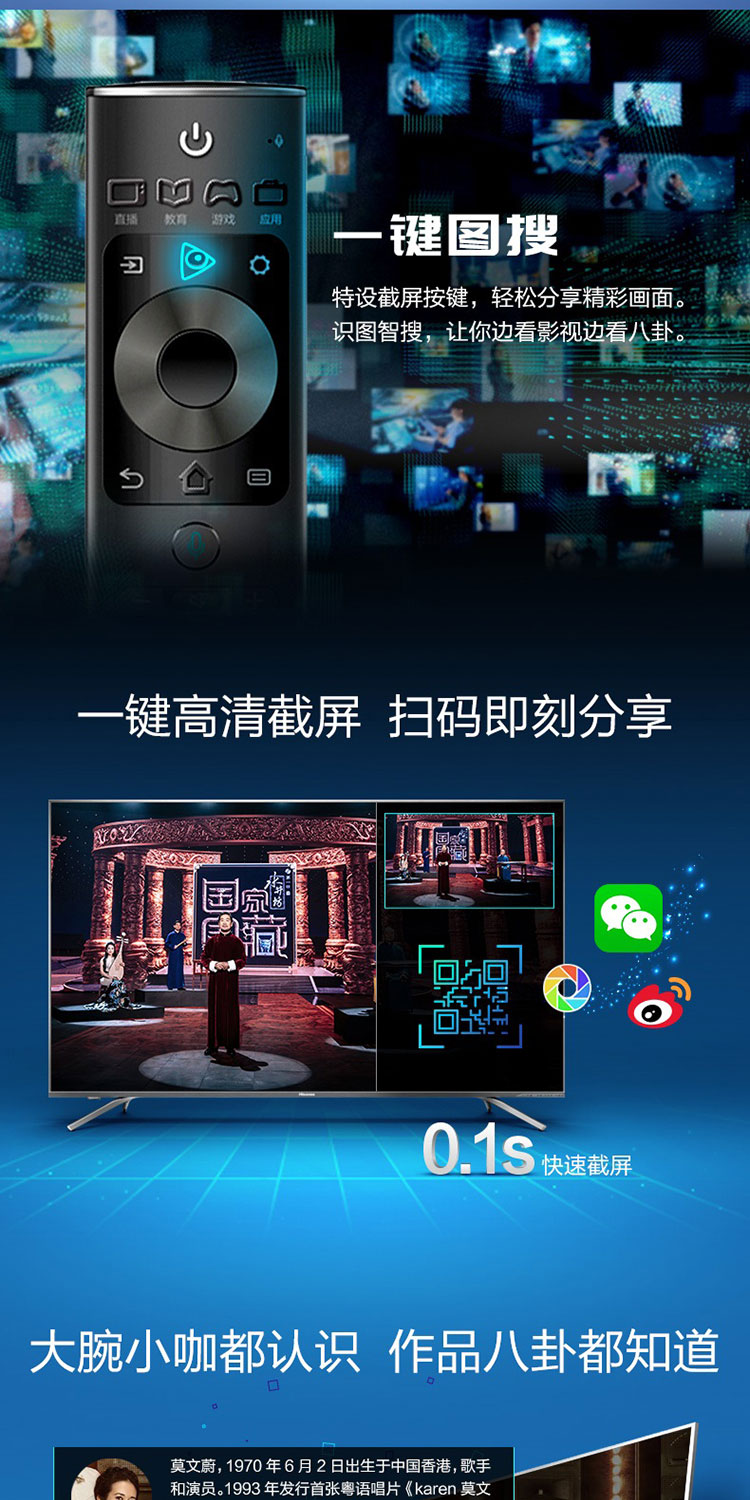 直播 教育 游戏 应用
一键图搜
特设截屏按键，轻松分享精彩画面。
识图智搜，让你边看影视边看八卦。
一键高清截屏 扫码即刻分享
国家宝藏
水井坊
Hisense
0.1s 快速截屏
大腕小咖都认识 作品八卦都知道
莫文蔚，1970 年 6 月 2 日出生于中国香港，歌手
和演员。1993 年发行首张粤语唱片《karen 莫文